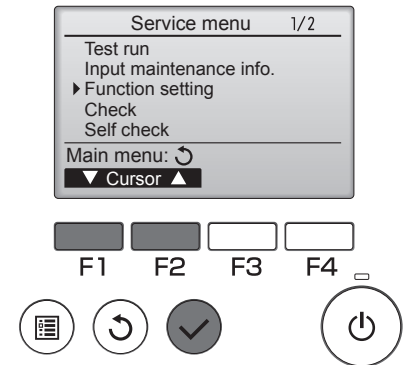 Service menu 1/2
Test run
Input maintenance info.
Function setting
Check
Self check
Main menu:
Cursor
F1 F2 F3 F4